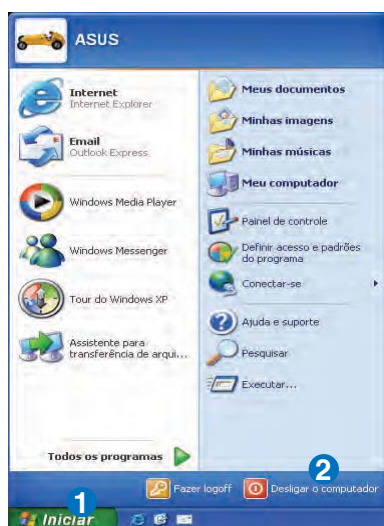 ASUS
Internet
Internet Explorer
Email
Outlook Express
Windows Media Player
Windows Messenger
Tour do Windows XP
Assistente para
transferência de arqui...
Todos os programas
Meus documentos
Minhas imagens
Minhas músicas
Meu computador
Painel de controle
Definir acesso e padrões
do programa
Conectar-se
Ajuda e suporte
Pesquisar
Executar...
2
Fazer logoff
Desligar o computador
1
Iniciar